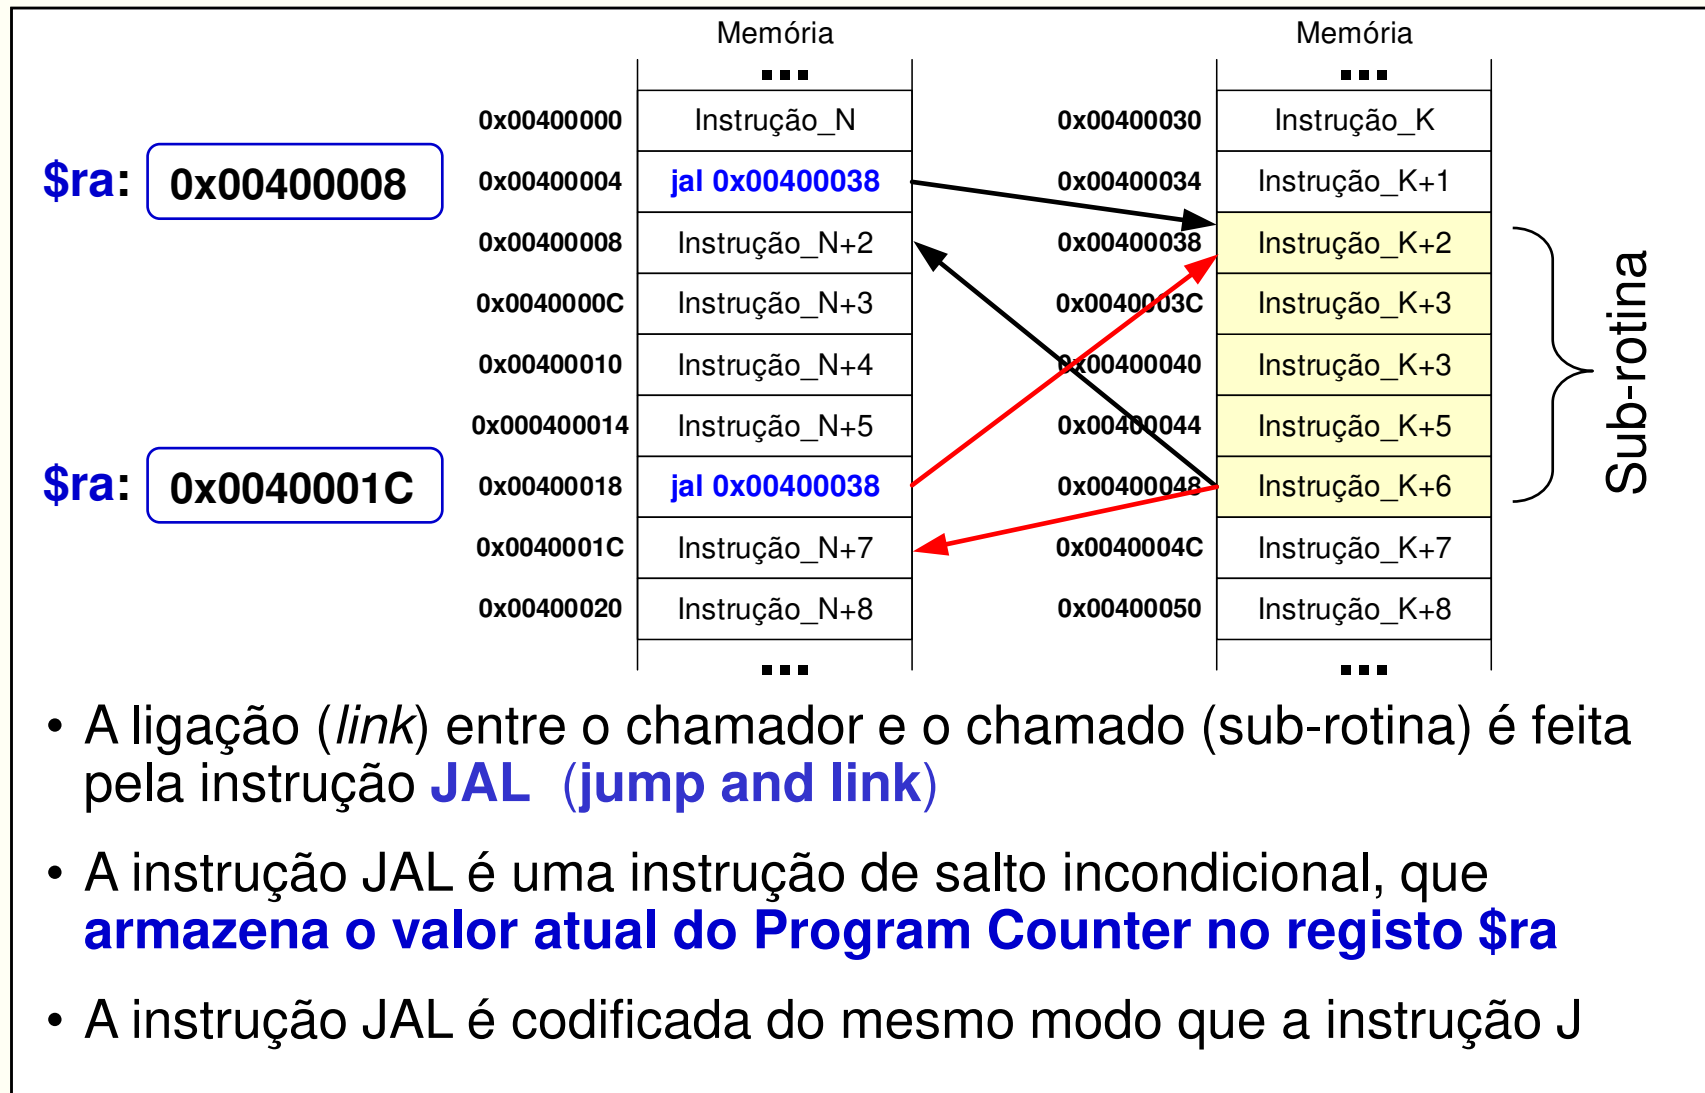 Memória Memória
... ...
0x00400000 Instrução_N 0x00400030 Instrução_K
$ra: 0x00400008 0x00400004 jal 0x00400038 0x00400034 Instrução_K+1
0x00400008 Instrução_N+2 0x00400038 Instrução_K+2
0x0040000C Instrução_N+3 0x0040003C Instrução_K+3
0x00400010 Instrução_N+4 0x00400040 Instrução_K+3
0x000400014 Instrução_N+5 0x00400044 Instrução_K+5
$ra: 0x0040001C 0x00400018 jal 0x00400038 0x00400048 Instrução_K+6
0x0040001C Instrução_N+7 0x0040004C Instrução_K+7
0x00400020 Instrução_N+8 0x00400050 Instrução_K+8
... ...
Sub-rotina
• A ligação (link) entre o chamador e o chamado (sub-rotina) é feita
pela instrução JAL (jump and link)
• A instrução JAL é uma instrução de salto incondicional, que
armazena o valor atual do Program Counter no registo $ra
• A instrução JAL é codificada do mesmo modo que a instrução J